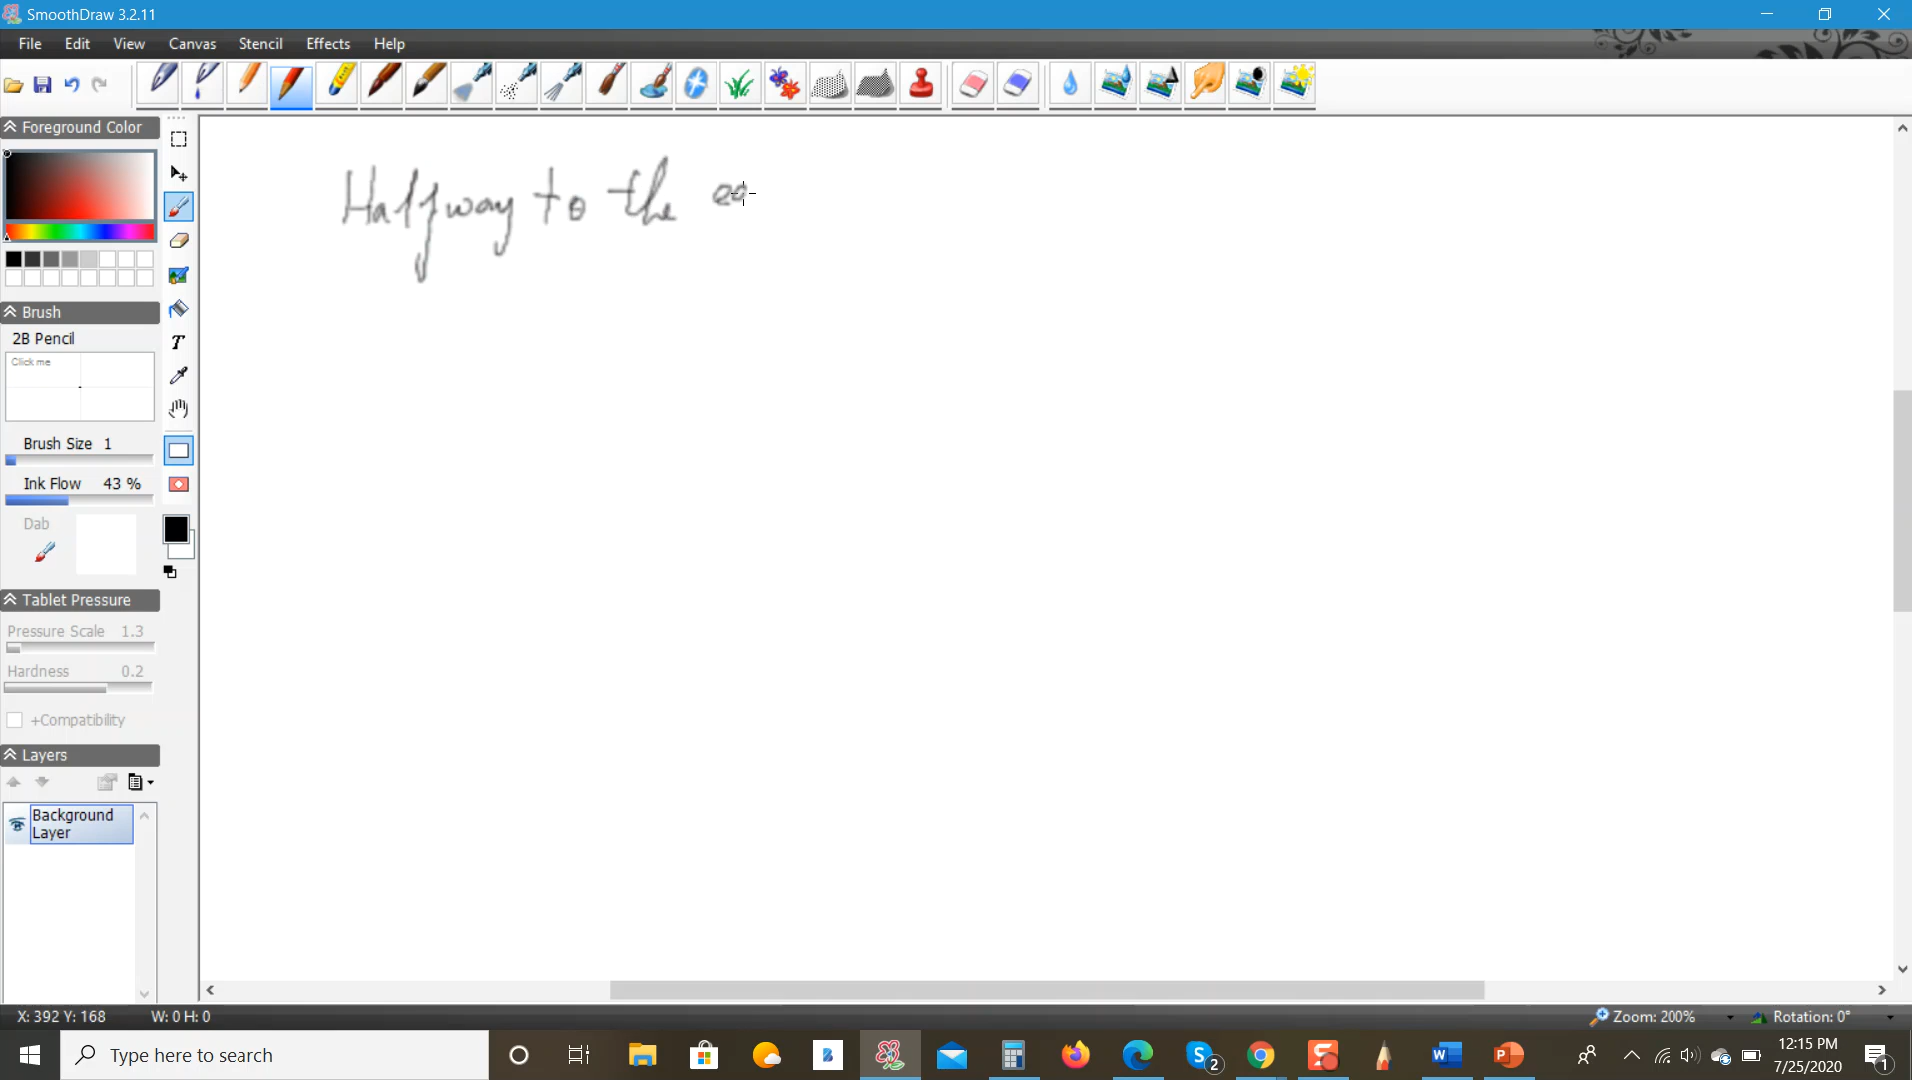 SmoothDraw 3.2.11
File Edit View Canvas Stencil Effects Help
Foreground Color
Brush
2B Pencil
Click me
Brush Size 1
Ink Flow 43 %
Dab
Tablet Pressure
Pressure Scale 1.3
Hardness 0.2
+Compatibility
Layers
Background
Layer
Halfway to the
X: 392 Y: 168 W: 0 H: 0
Zoom: 200% Rotation: 0°
Type here to search
12:15 PM
7/25/2020